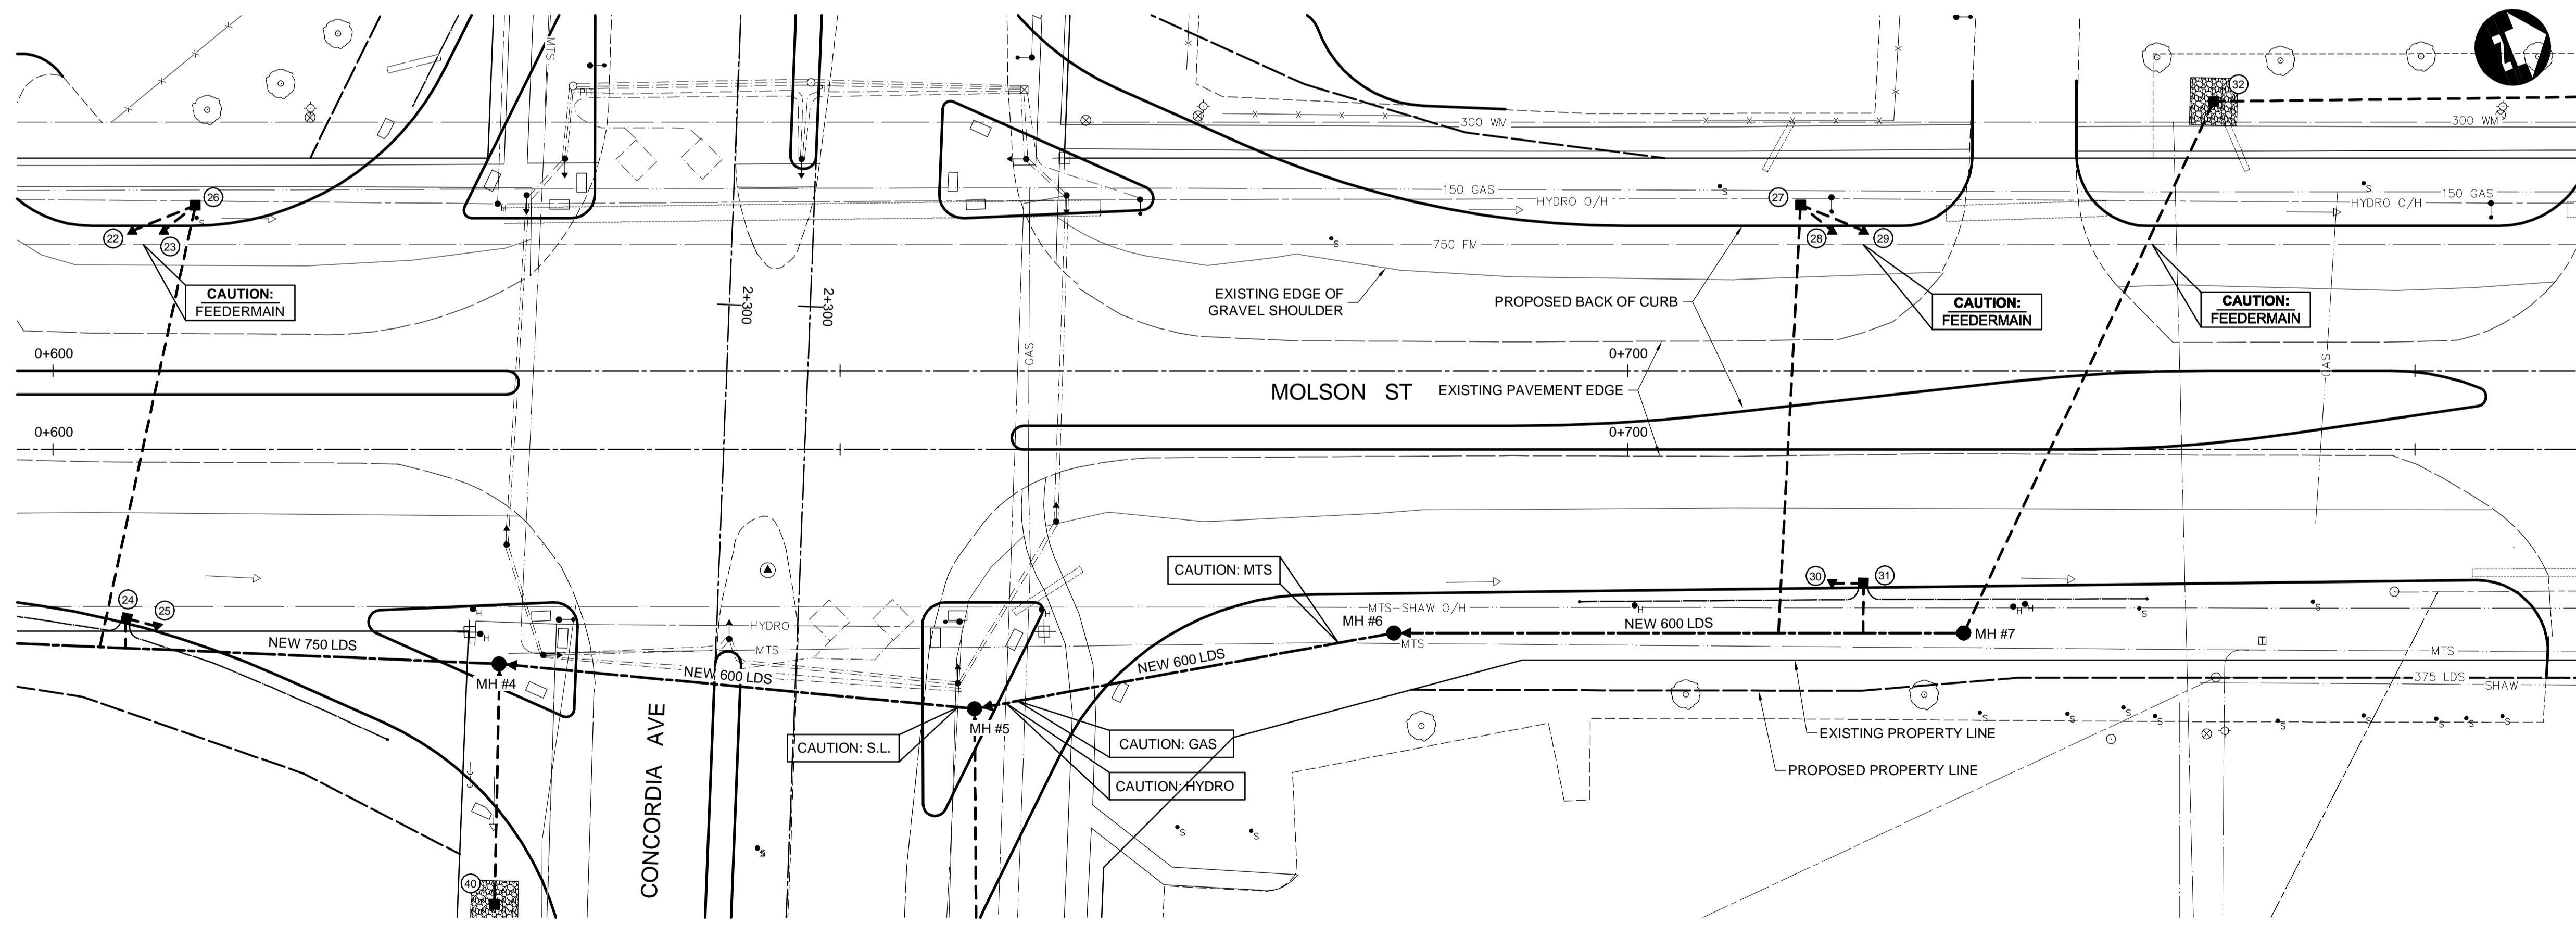 MTS
PIT
32
300 WM
300 WM
26
S
H
150 GAS
HYDRO O/H
S
27
S
150 GAS
HYDRO O/H
22
23
28
29
750 FM
S
CAUTION:
FEEDERMAIN
2+300
2+300
EXISTING EDGE OF
GRAVEL SHOULDER
PROPOSED BACK OF CURB
CAUTION:
FEEDERMAIN
CAUTION:
FEEDERMAIN
0+600
GAS
0+700
GAS
MOLSON ST
EXISTING PAVEMENT EDGE
0+600
0+700
CAUTION: MTS
30
31
24
25
H
H
MTS-SHAW O/H
H
H
H
S
S
HYDRO
MH #6
NEW 600 LDS
MH #7
H
NEW 750 LDS
MTS
MTS
MTS
NEW 600 LDS
NEW 600 LDS
375 LDS
SHAW
MH #4
S
S
S
S
S
S
S
S
S
MH #5
CONCORDIA AVE
CAUTION: S.L.
CAUTION: GAS
EXISTING PROPERTY LINE
PROPOSED PROPERTY LINE
CAUTION: HYDRO
S
S
S
40